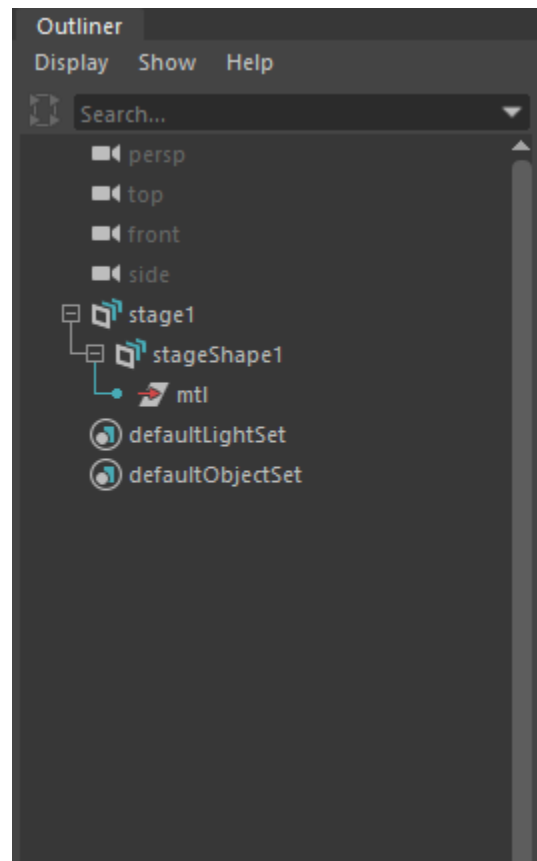 Outliner
Display Show Help
Search...
persp
top
front
side
stage1
stageShape1
mtl
defaultLightSet
defaultObjectSet